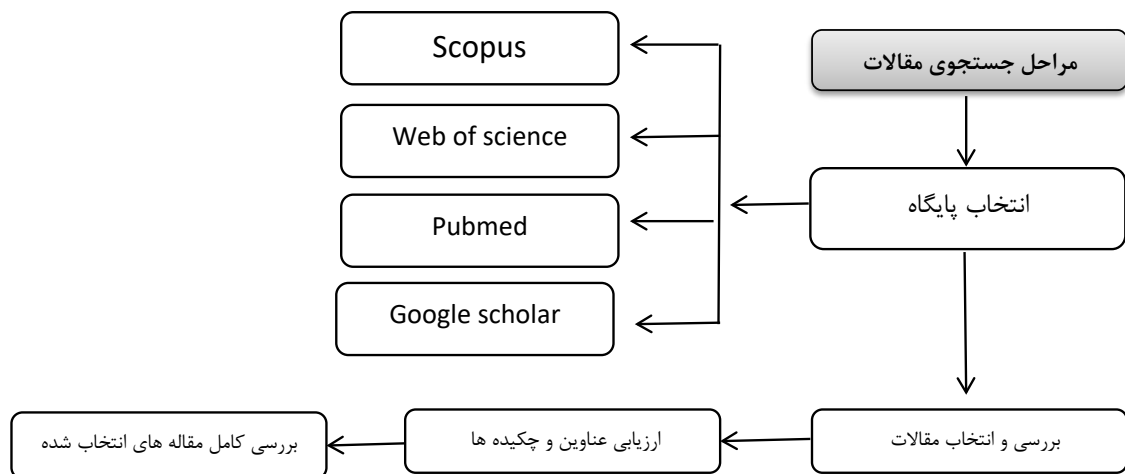 مراحل جستجوی مقالات
انتخاب پایگاه
Scopus
Web of science
Pubmed
Google scholar
بررسی و انتخاب مقالات
ارزیابی عناوین و چکیده ها
بررسی کامل مقاله های انتخاب شده